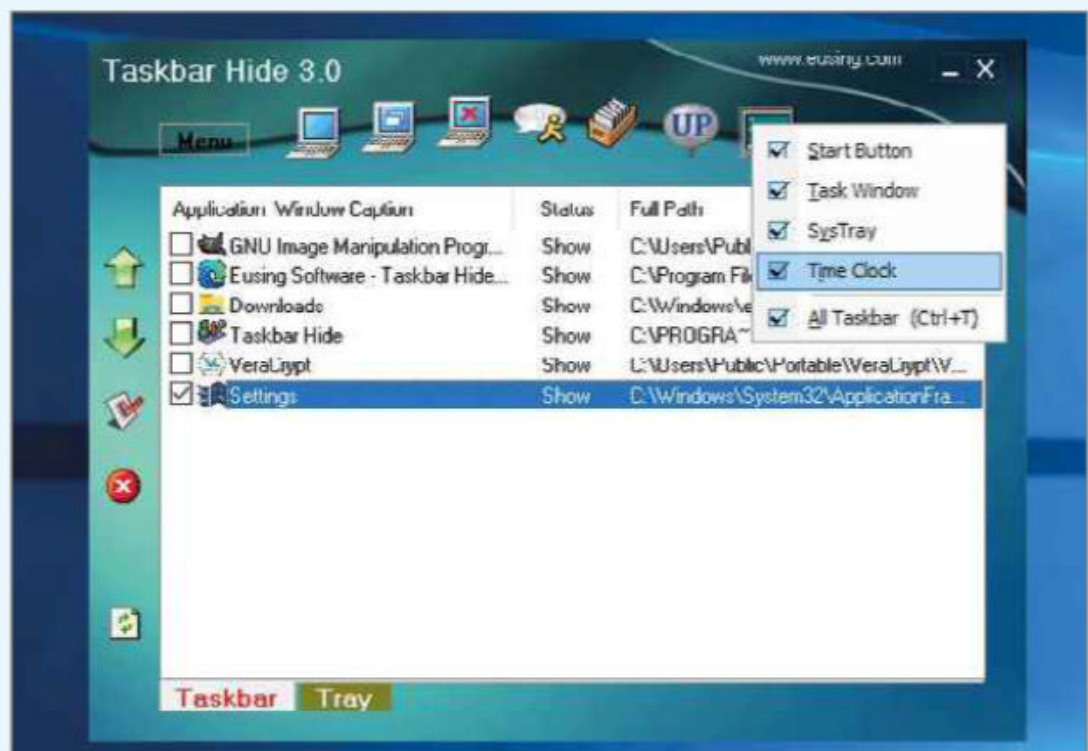 Taskbar Hide 3.0
www.eusing.com
Menu
UP
Start Button
Task Window
SysTray
Time Clock
All Taskbar (Ctrl+T)
Application Window Caption Status Full Path
GNU Image Manipulation Progr... Show C:\Users\Publ
Eusing Software - Taskbar Hide... Show C:\Program File
Downloads Show C:\Windows\e
Taskbar Hide Show C:\PROGRA~
VeraCrypt Show C:\Users\Public\Portable\VeraCrypt\V...
Settings Show C:\Windows\System32\ApplicationFra...
Taskbar Tray